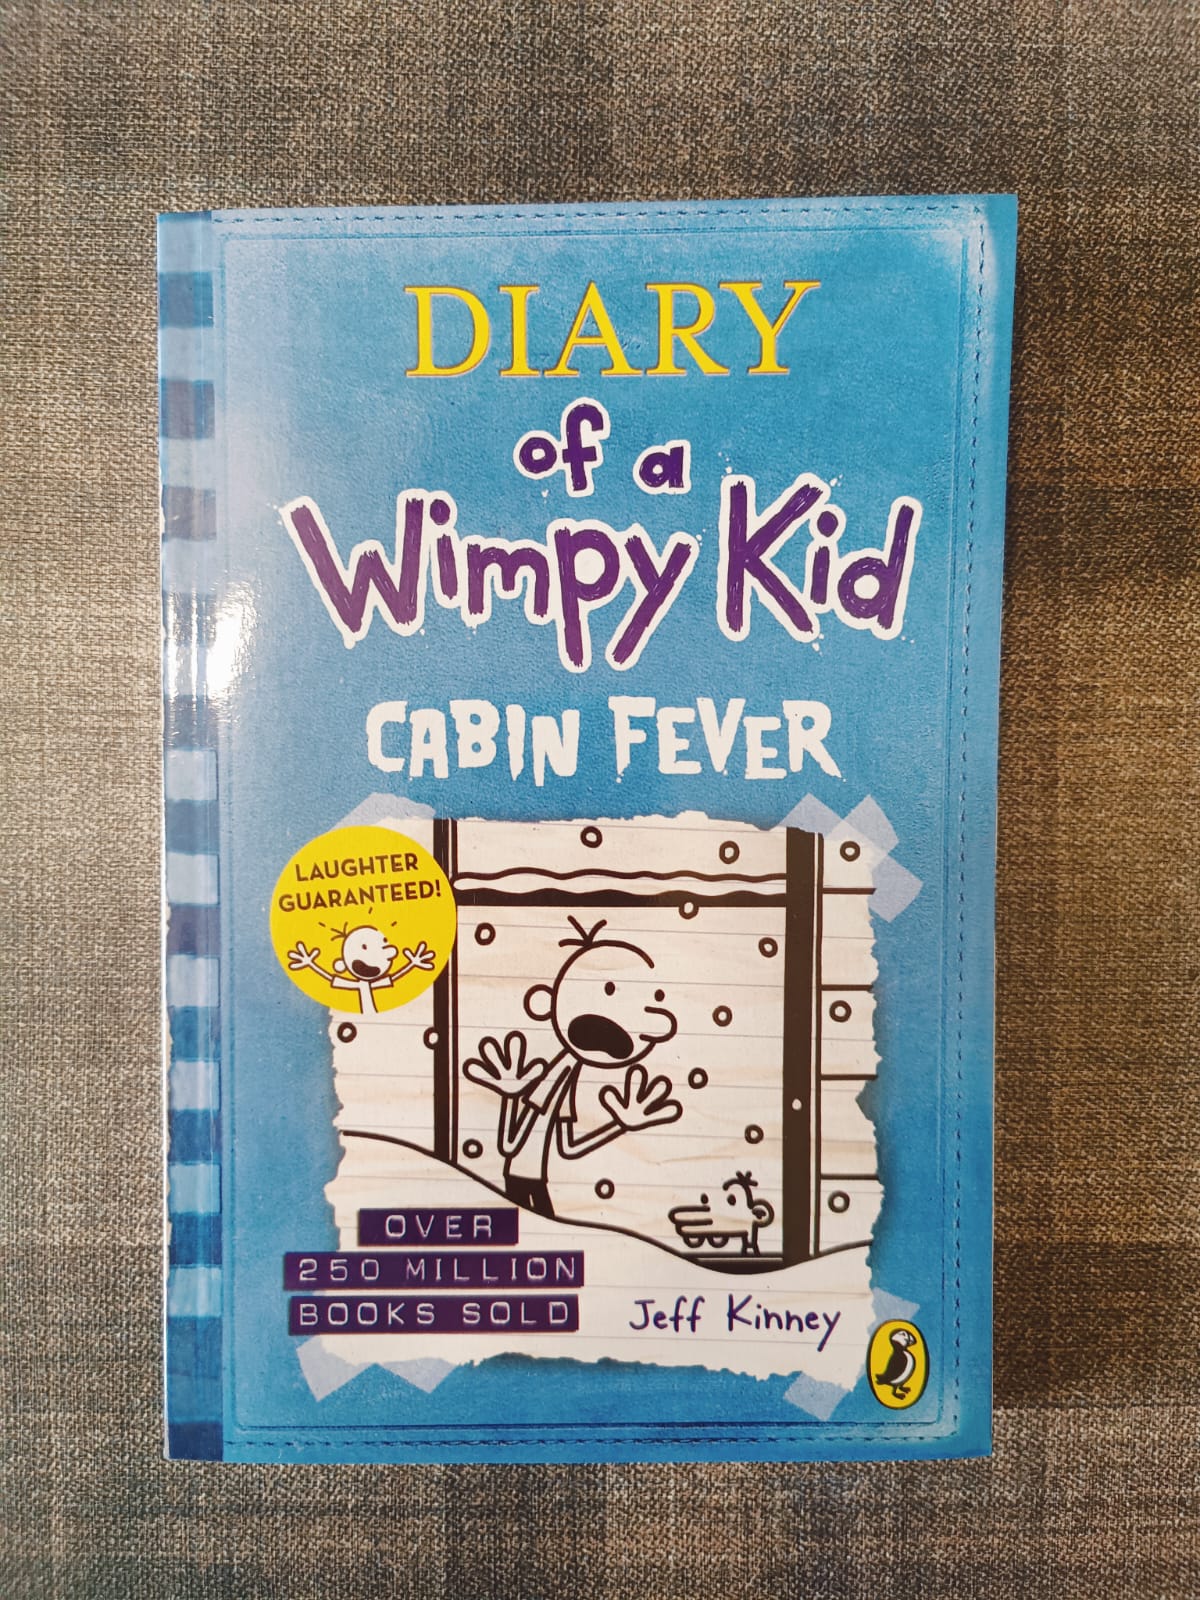 DIARY
of a
Wimpy Kid
CABIN FEVER
LAUGHTER
GUARANTEED!
OVER
250 MILLION
BOOKS SOLD
Jeff Kinney